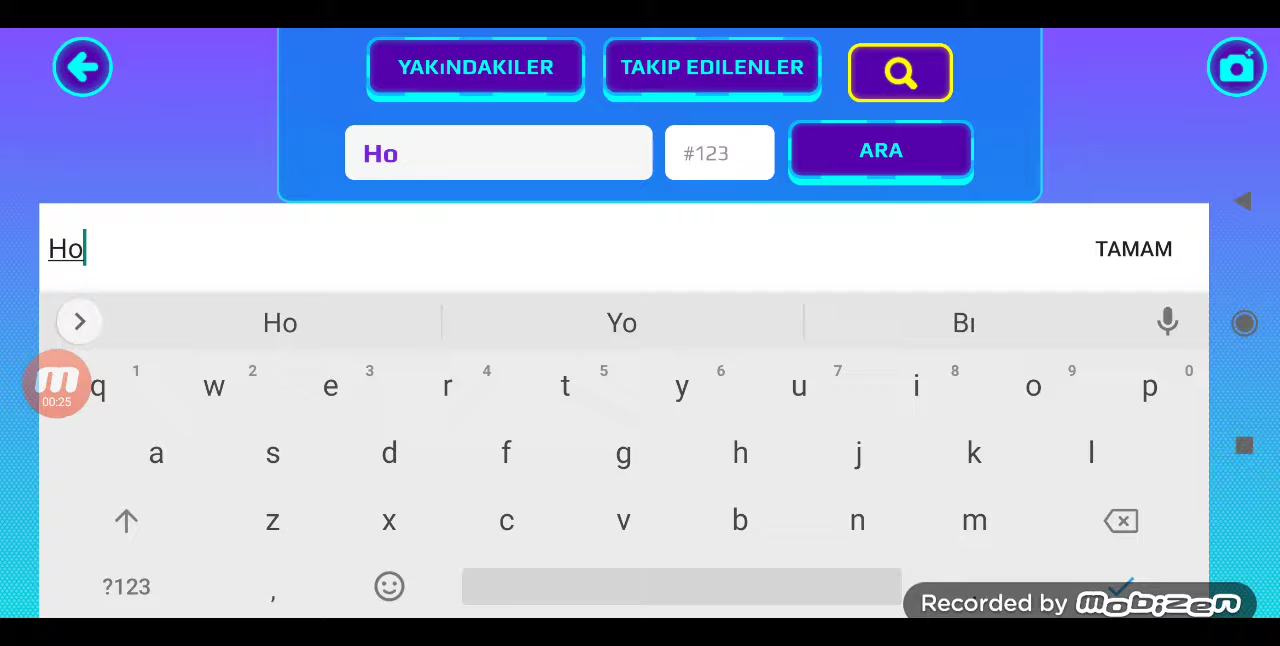 YAKıNDAKILER TAKIP EDILENLER
Ho #123 ARA
Ho TAMAM
Ho Yo Bı
1 2 3 4 5 6 7 8 9 0
q w e r t y u i o p
00:25
a s d f g h j k l
z x c v b n m
?123 , .
Recorded by mobizen